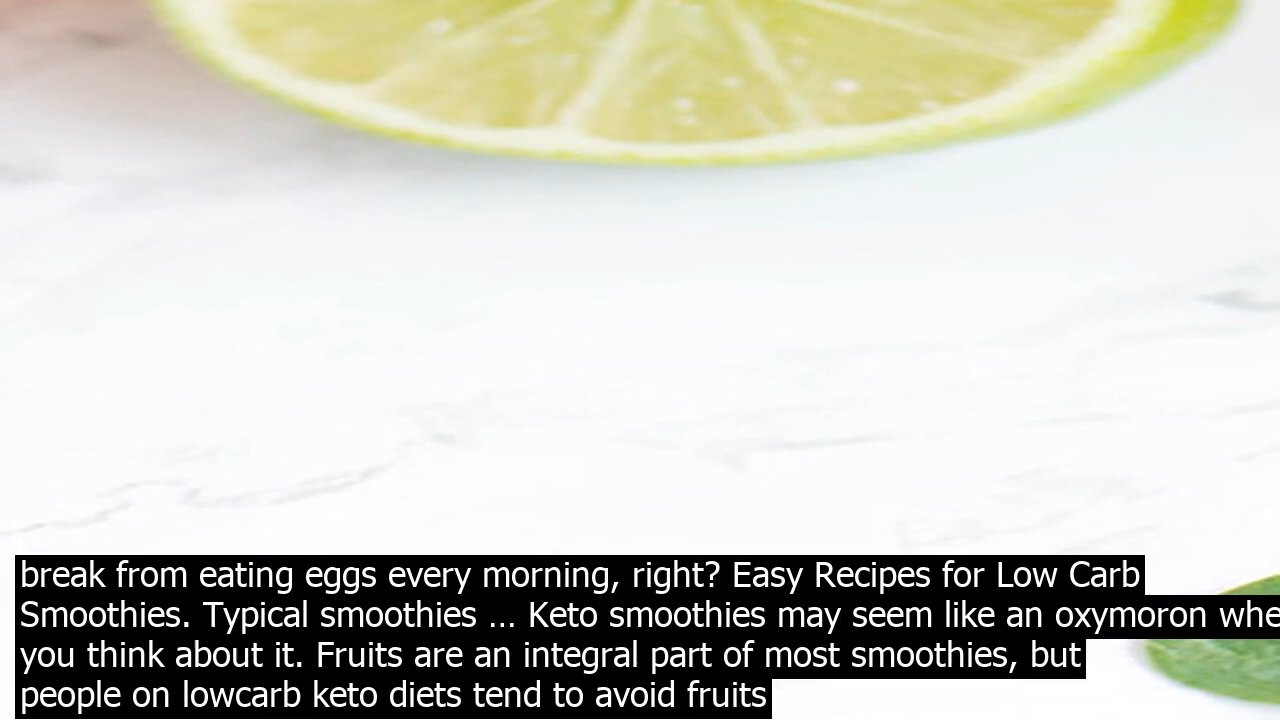 break from eating eggs every morning, right? Easy Recipes for Low Carb
Smoothies. Typical smoothies … Keto smoothies may seem like an oxymoron whe
you think about it. Fruits are an integral part of most smoothies, but
people on lowcarb keto diets tend to avoid fruits